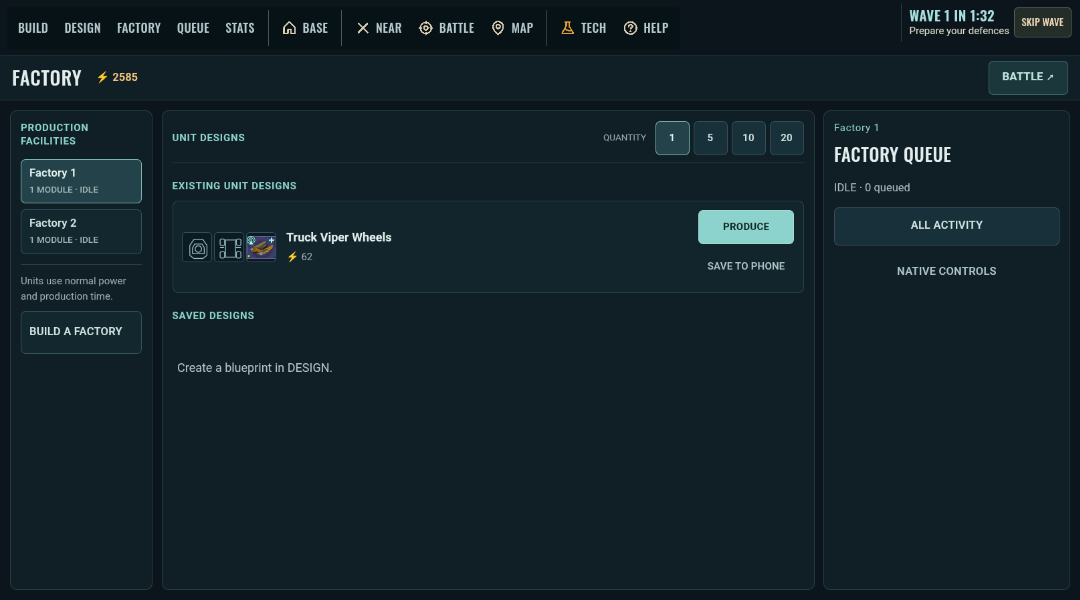 BUILD DESIGN FACTORY QUEUE STATS BASE NEAR BATTLE MAP TECH HELP
WAVE 1 IN 1:32
Prepare your defences
SKIP WAVE
FACTORY ⚡ 2585
BATTLE ↗
PRODUCTION
FACILITIES
Factory 1
1 MODULE · IDLE
Factory 2
1 MODULE · IDLE
Units use normal power
and production time.
BUILD A FACTORY
UNIT DESIGNS
QUANTITY 1 5 10 20
EXISTING UNIT DESIGNS
Truck Viper Wheels
⚡ 62
PRODUCE
SAVE TO PHONE
SAVED DESIGNS
Create a blueprint in DESIGN.
Factory 1
FACTORY QUEUE
IDLE · 0 queued
ALL ACTIVITY
NATIVE CONTROLS